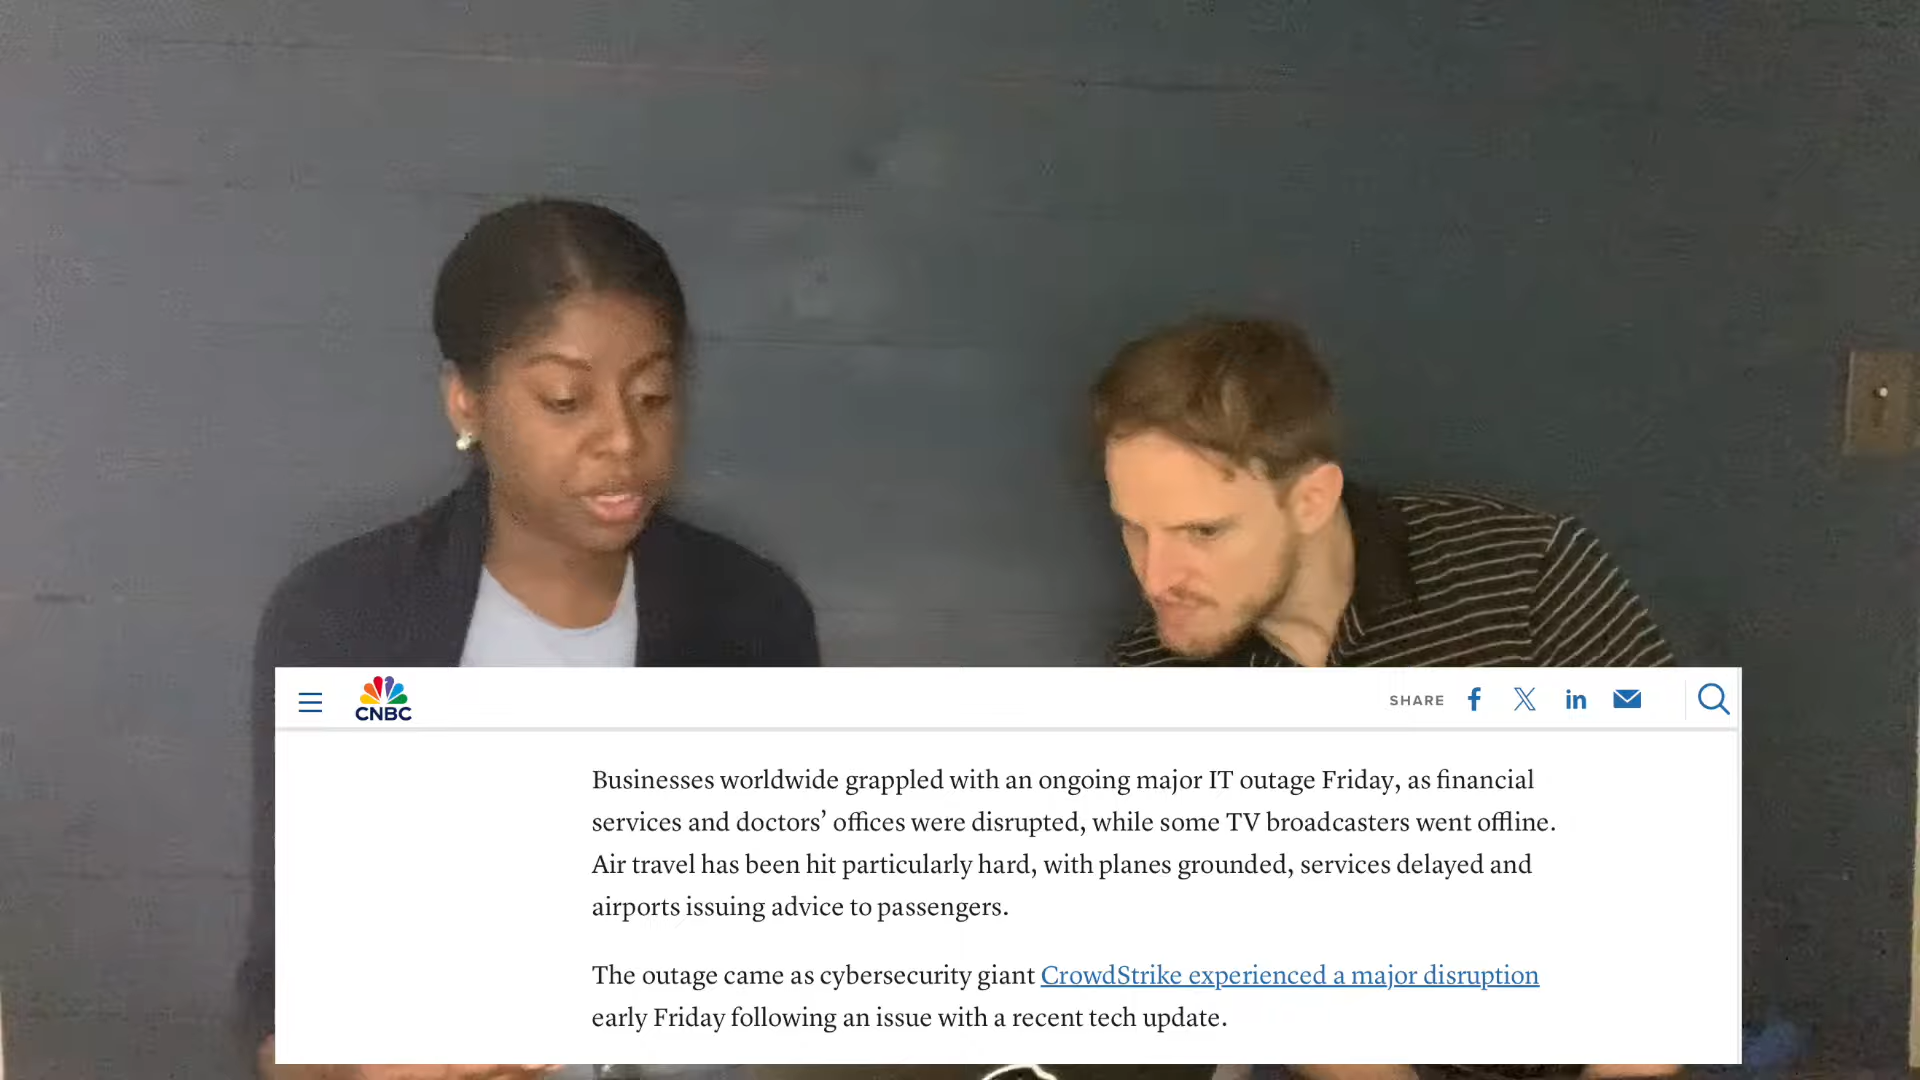 CNBC
SHARE
Businesses worldwide grappled with an ongoing major IT outage Friday, as financial
services and doctors’ offices were disrupted, while some TV broadcasters went offline.
Air travel has been hit particularly hard, with planes grounded, services delayed and
airports issuing advice to passengers.
The outage came as cybersecurity giant CrowdStrike experienced a major disruption
early Friday following an issue with a recent tech update.